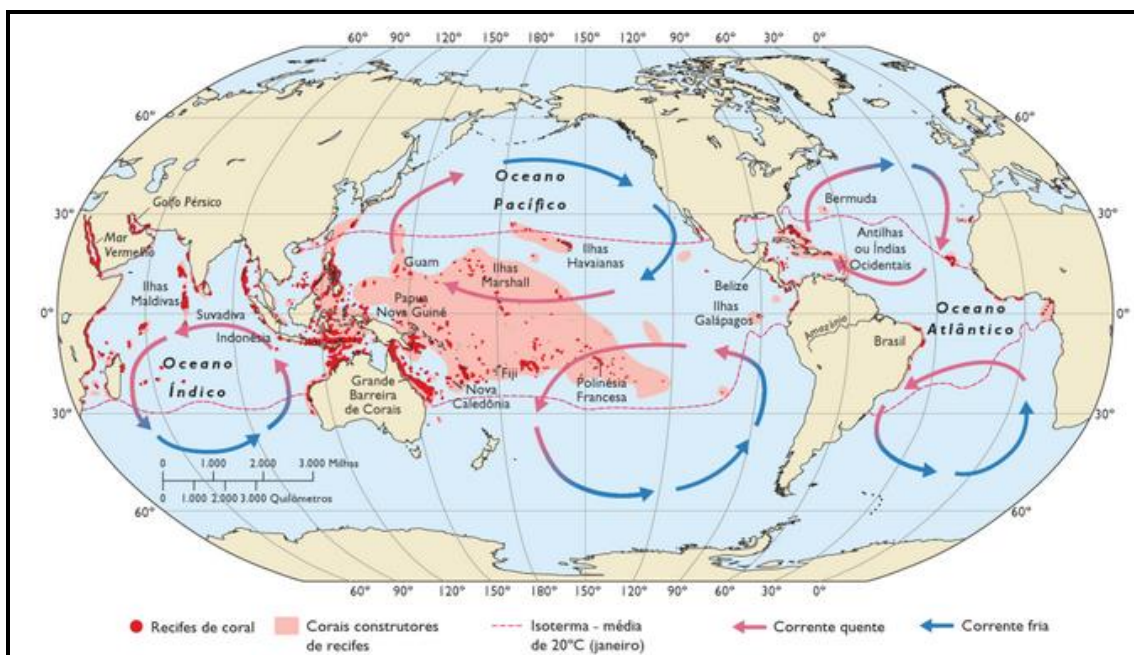 60° 90° 120° 150° 180° 150° 120° 90° 60° 30° 0°
60° 60°
Oceano
Pacífico
Golfo Pérsico
Bermuda
30° 30°
Mar
Vermelho
Ilhas
Havaianas
Antilhas
ou Índias
Ocidentais
Guam
Ilhas
Marshall
Belize
Ilhas
Maldivas
Papua
Nova Guiné
Ilhas
Galápagos
Suvadiva
0° 0°
Oceano
Atlântico
Amazônia
Indonésia
Brasil
Oceano
Índico
Fiji
Polinésia
Francesa
Grande
Barreira
de Corais
Nova
Caledônia
30° 30°
0 1.000 2.000 3.000 Milhas
0 1.000 2.000 3.000 Quilômetros
60° 60°
60° 90° 120° 150° 180° 150° 120° 90° 60° 30° 0°
Recifes de coral
Corais construtores
de recifes
Isoterma - média
de 20°C (janeiro)
Corrente quente
Corrente fria